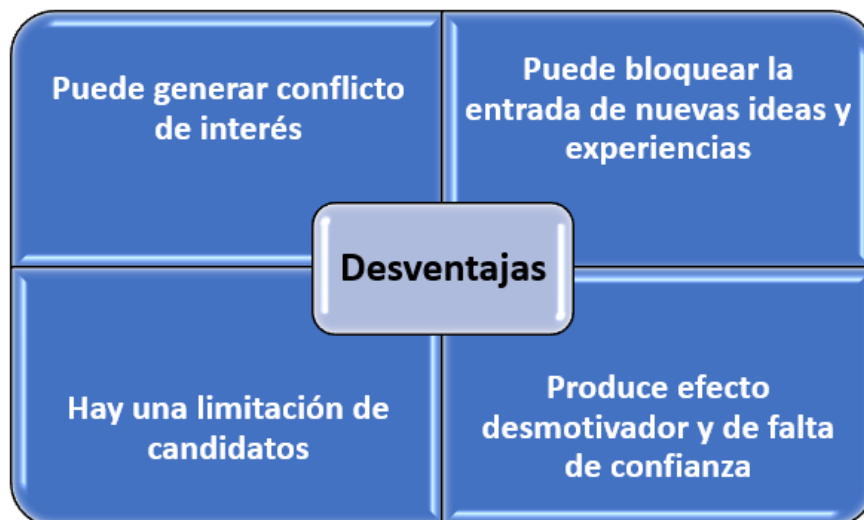 Puede generar conflicto
de interés
Puede bloquear la
entrada de nuevas ideas y
experiencias
Desventajas
Hay una limitación de
candidatos
Produce efecto
desmotivador y de falta
de confianza